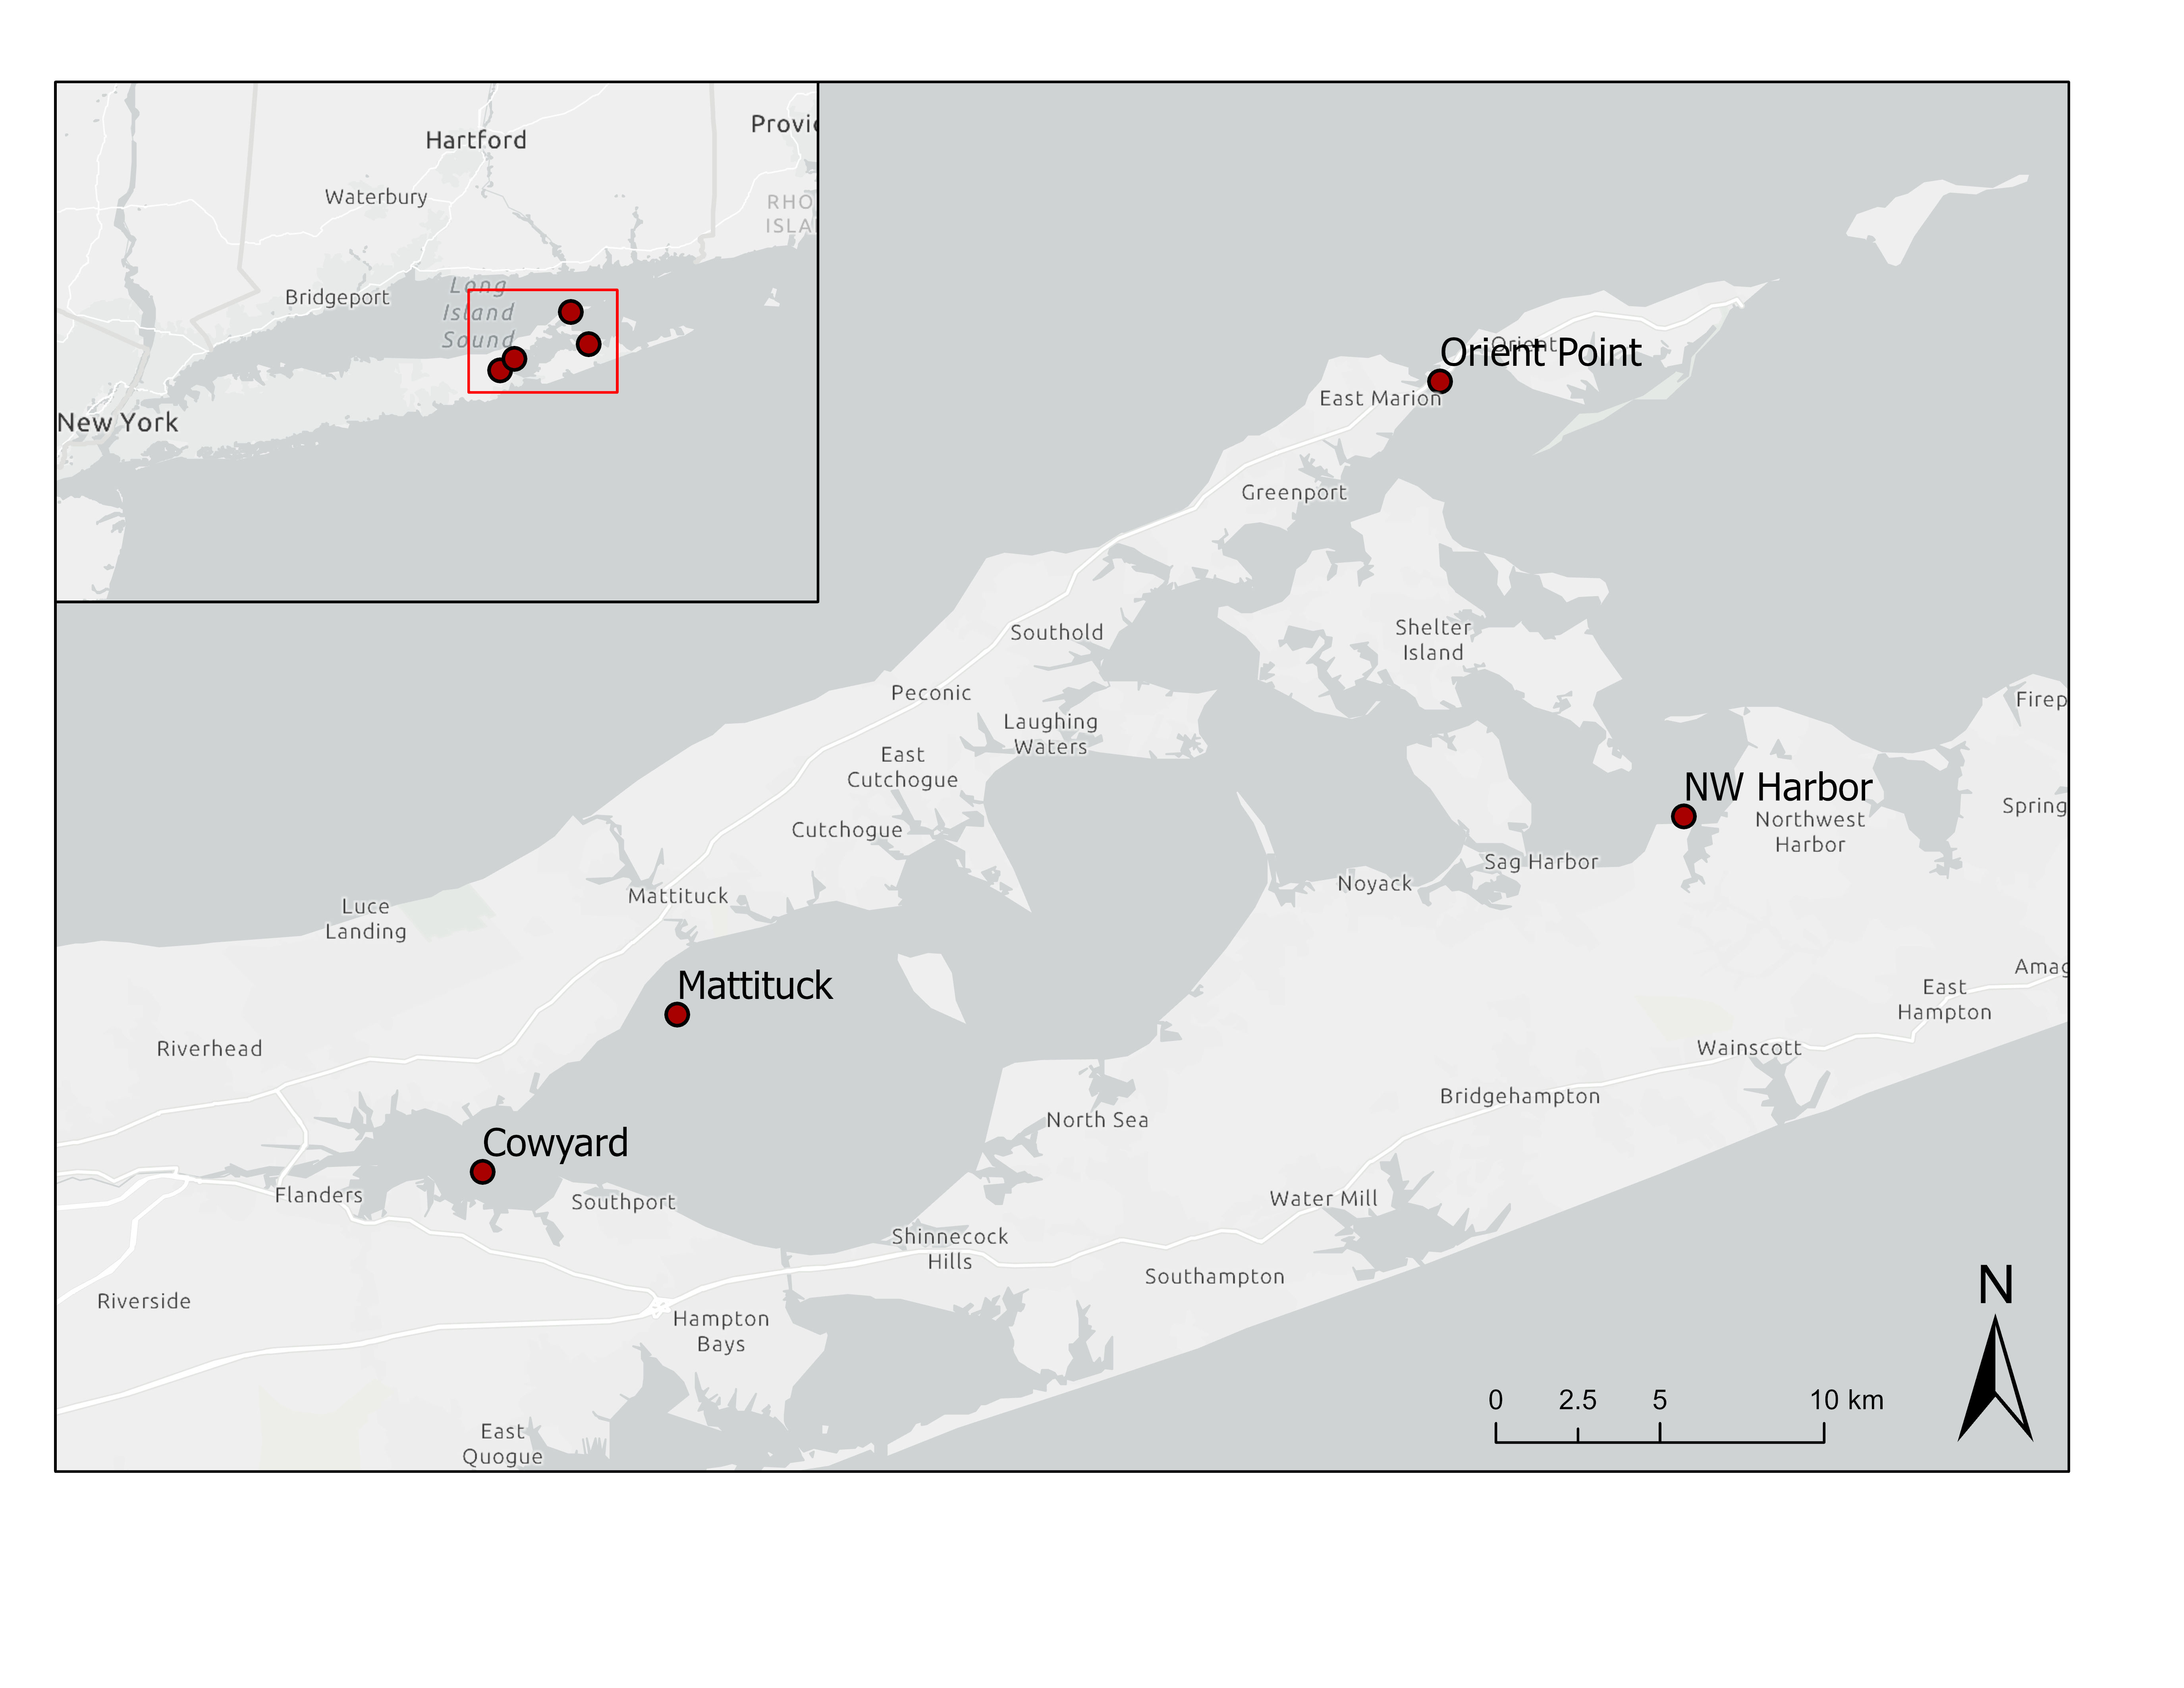 Hartford
Provi
Waterbury
RHO
ISLA
Long
Island
Sound
Bridgeport
New York
Orient
Orient Point
East Marion
Greenport
Shelter
Island
Southold
Peconic
Laughing
Waters
East
Cutchogue
Cutchogue
Firep
NW Harbor
Northwest
Harbor
Spring
Sag Harbor
Noyack
Mattituck
Luce
Landing
Mattituck
Amag
East
Hampton
Riverhead
Wainscott
Bridgehampton
North Sea
Cowyard
Flanders
Southport
Water Mill
Shinnecock
Hills
Southampton
Riverside
Hampton
Bays
East
Quogue
N
0 2.5 5 10 km